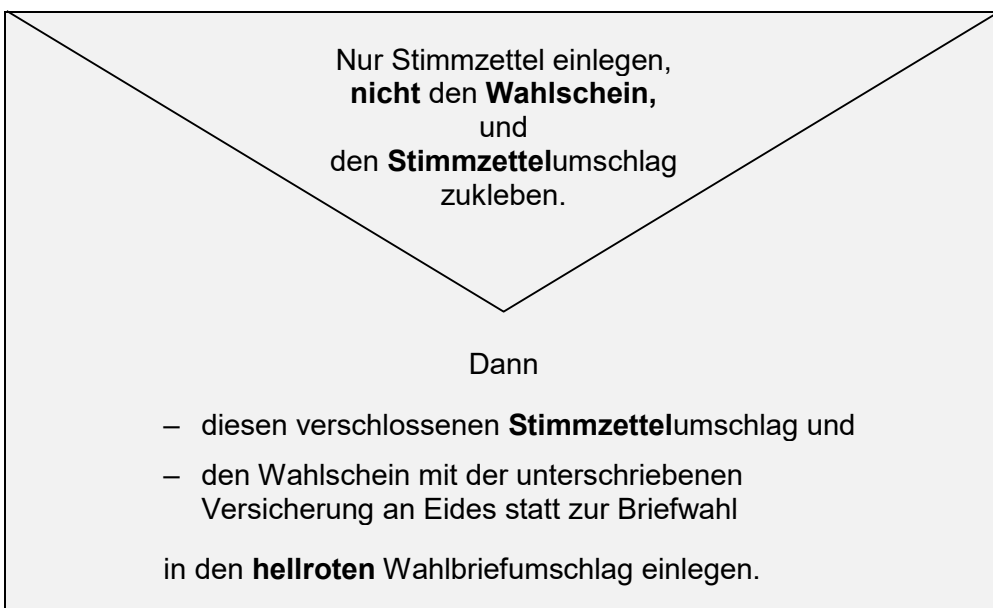 Nur Stimmzettel einlegen,
nicht den Wahlschein,
und
den Stimmzettelumschlag
zukleben.
Dann
– diesen verschlossenen Stimmzettelumschlag und
– den Wahlschein mit der unterschriebenen
Versicherung an Eides statt zur Briefwahl
in den hellroten Wahlbriefumschlag einlegen.